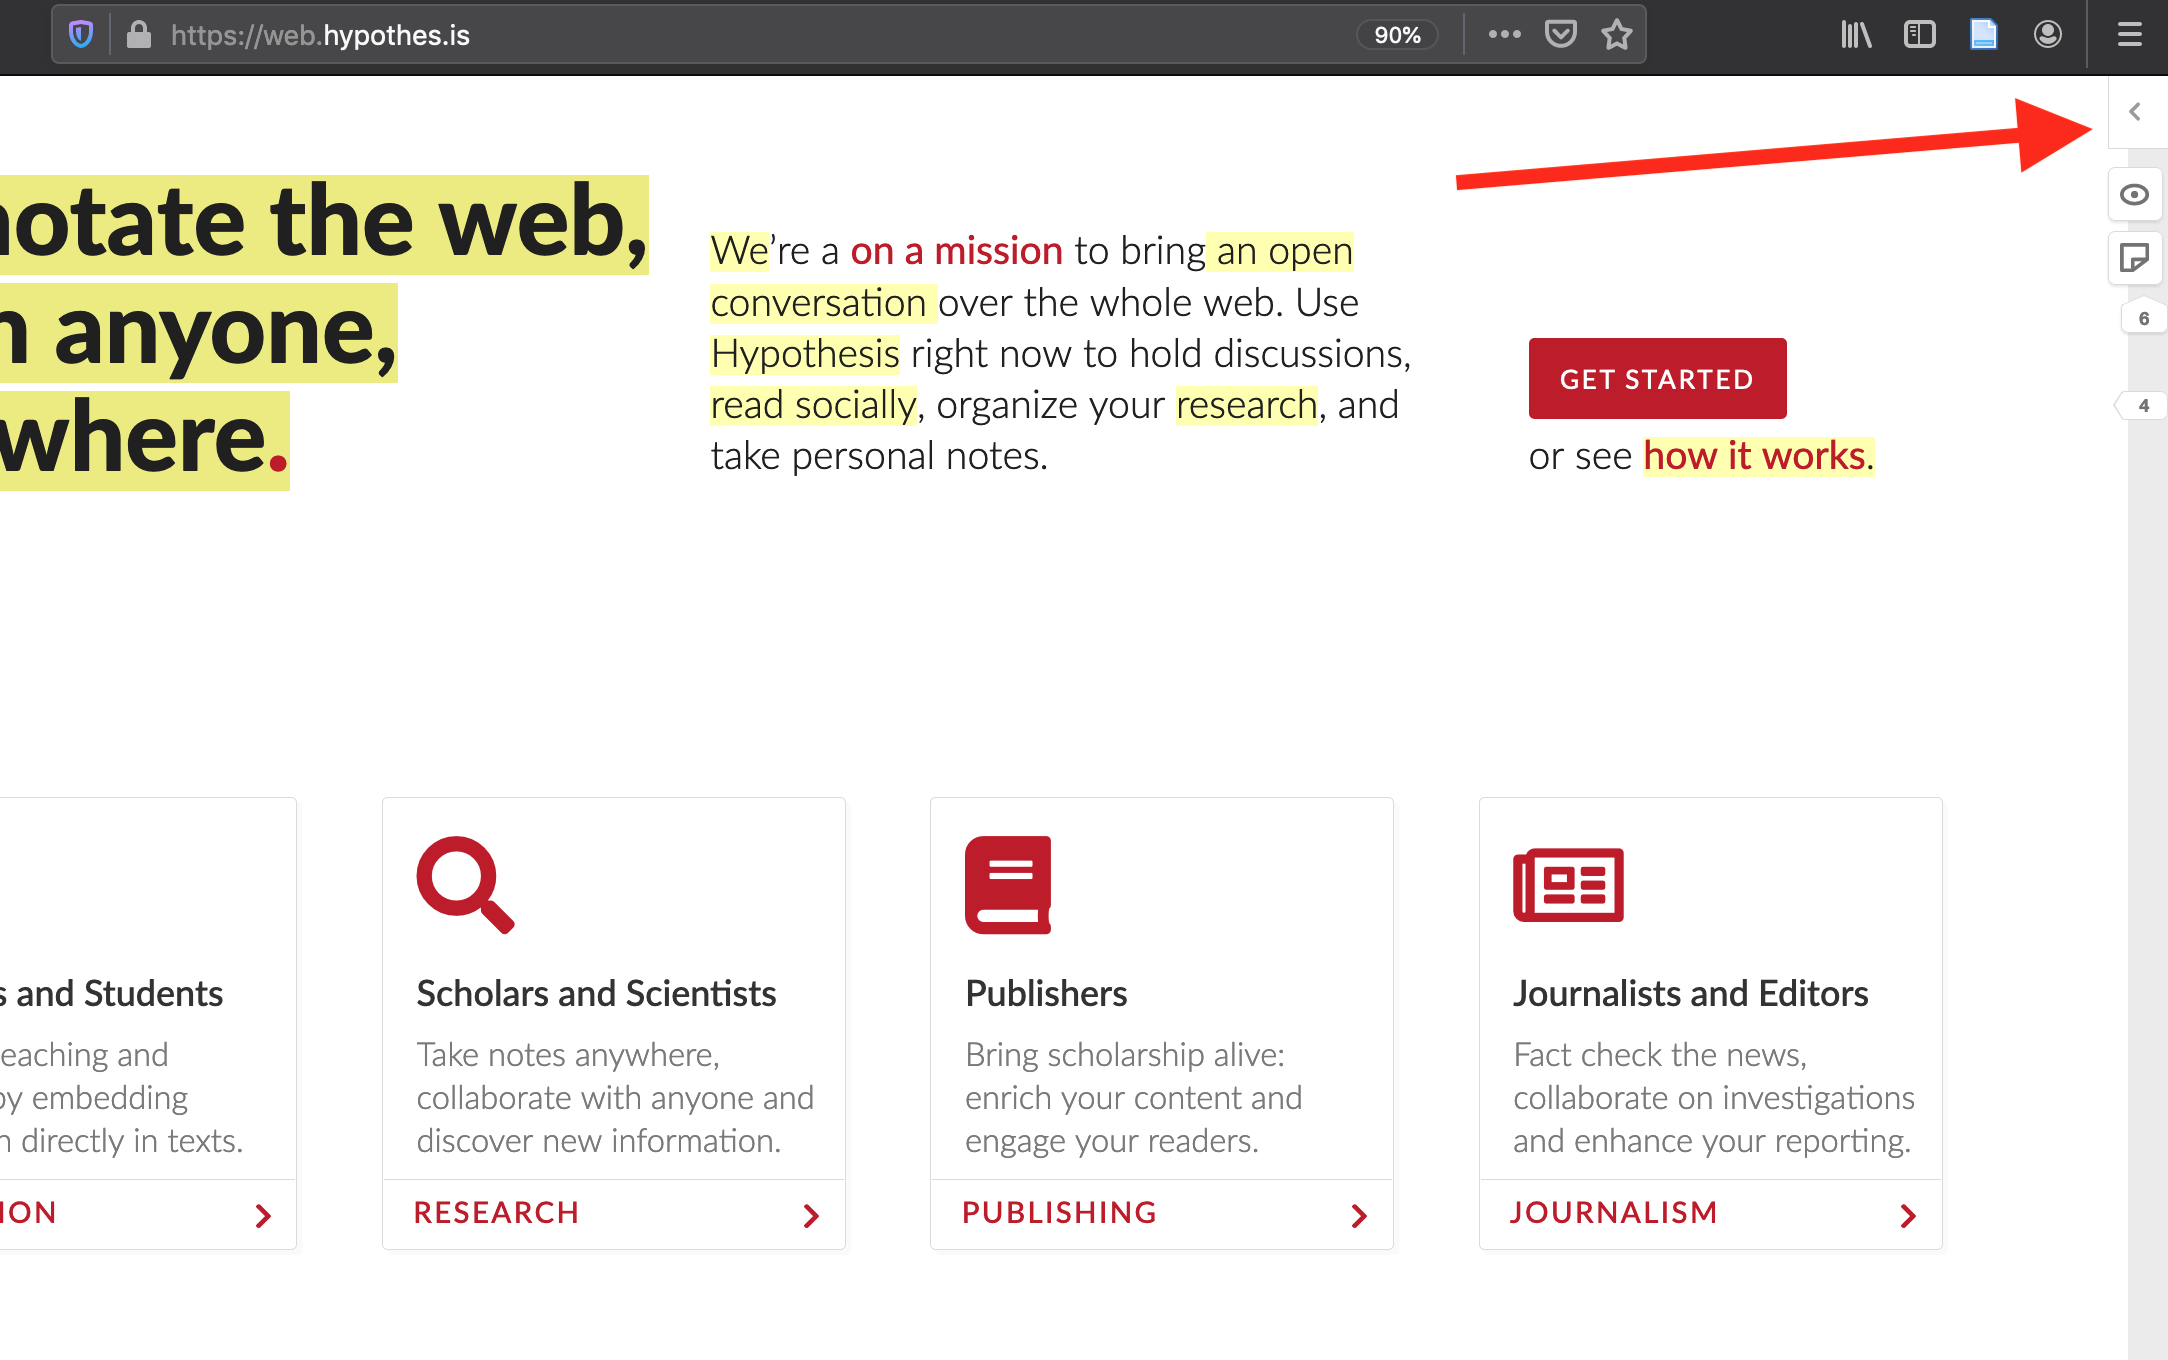 https://web.hypothes.is
90%
notate the web,
anyone,
where.
We’re a on a mission to bring an open
conversation over the whole web. Use
Hypothesis right now to hold discussions,
read socially, organize your research, and
take personal notes.
GET STARTED
or see how it works.
6
4
s and Students
eaching and
by embedding
n directly in texts.
ION
Scholars and Scientists
Take notes anywhere,
collaborate with anyone and
discover new information.
RESEARCH
Publishers
Bring scholarship alive:
enrich your content and
engage your readers.
PUBLISHING
Journalists and Editors
Fact check the news,
collaborate on investigations
and enhance your reporting.
JOURNALISM